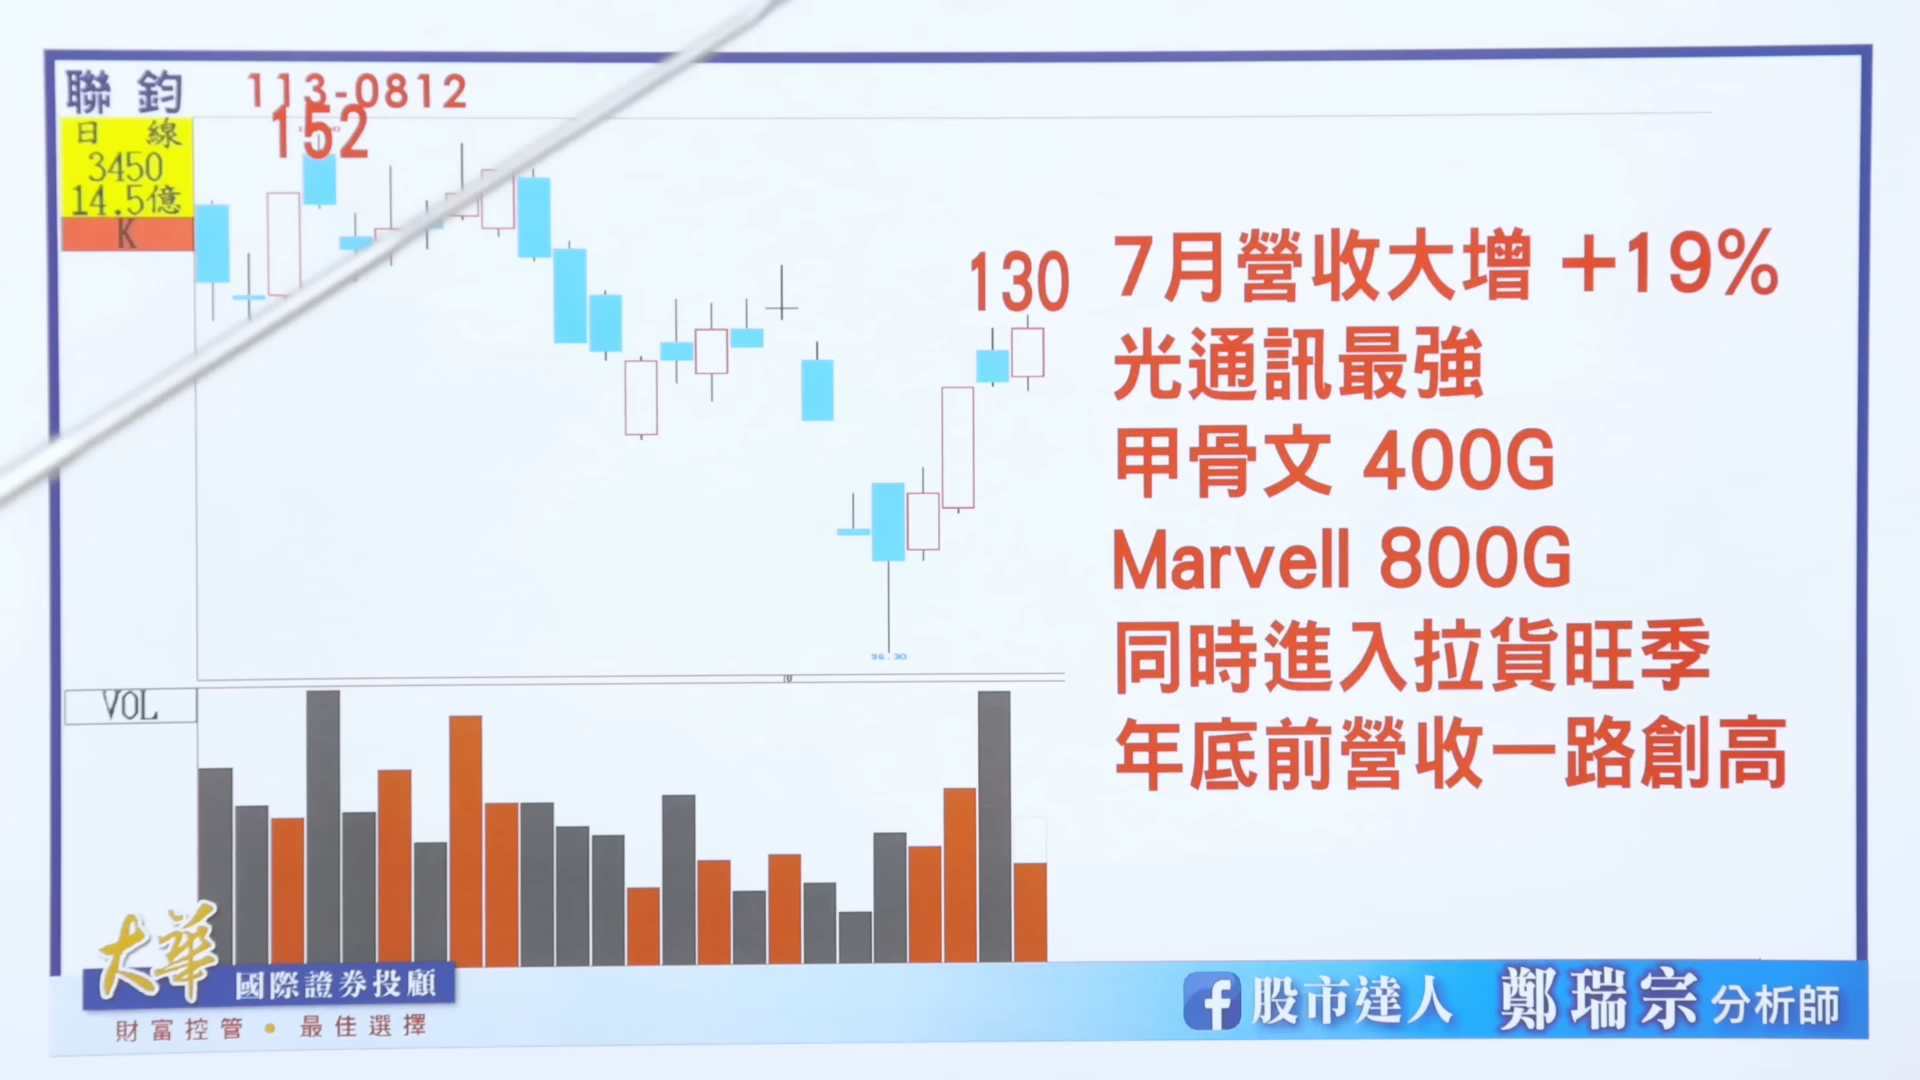 聯鈞 113-0812
152
日線
3450
14.5億
K
130
7月營收大增 +19%
光通訊最強
甲骨文 400G
Marvell 800G
同時進入拉貨旺季
年底前營收一路創高
96.30
VOL
大華國際證券投顧
財富控管・最佳選擇
股市達人 鄭瑞宗 分析師